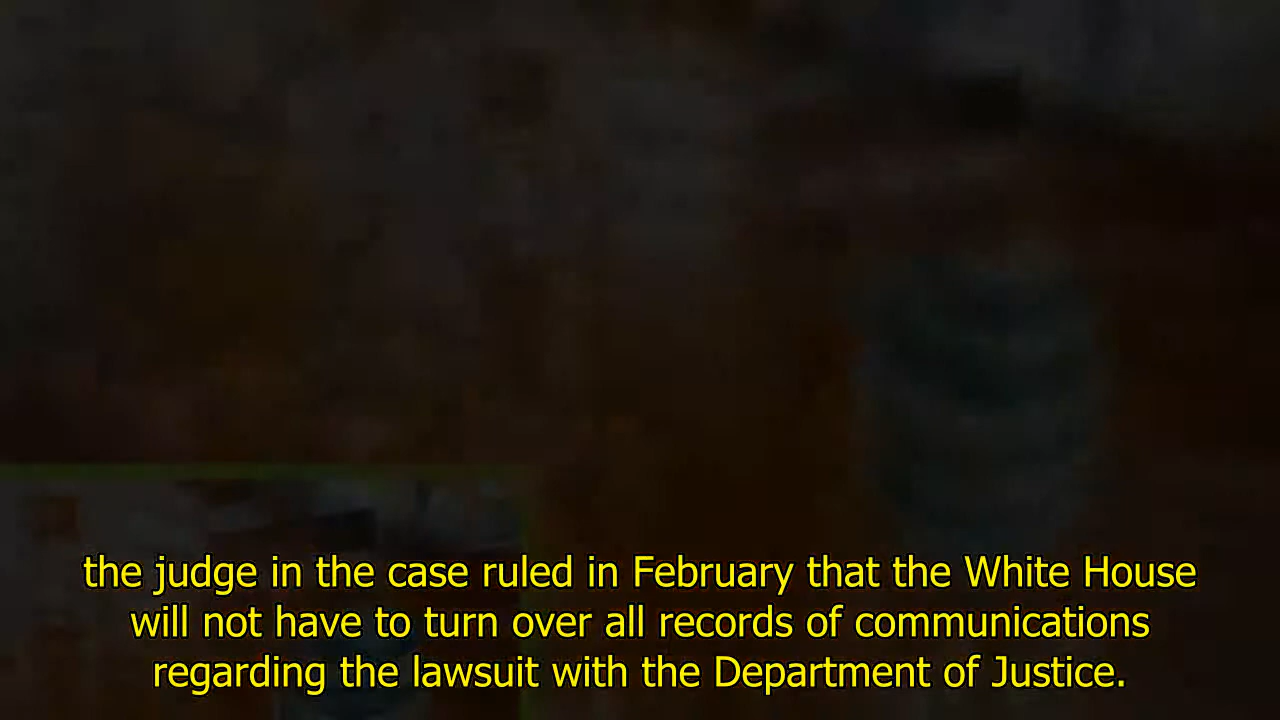 the judge in the case ruled in February that the White House
will not have to turn over all records of communications
regarding the lawsuit with the Department of Justice.